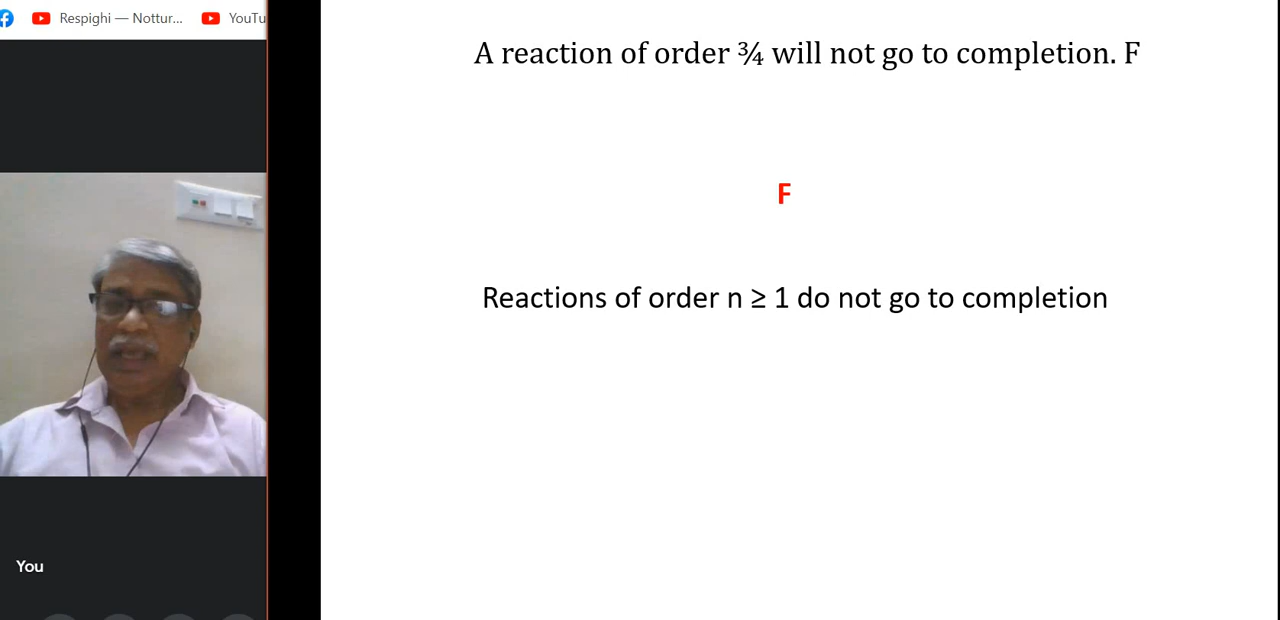 Respighi — Nottur...
YouTu
A reaction of order ¾ will not go to completion. F
F
Reactions of order n ≥ 1 do not go to completion
You